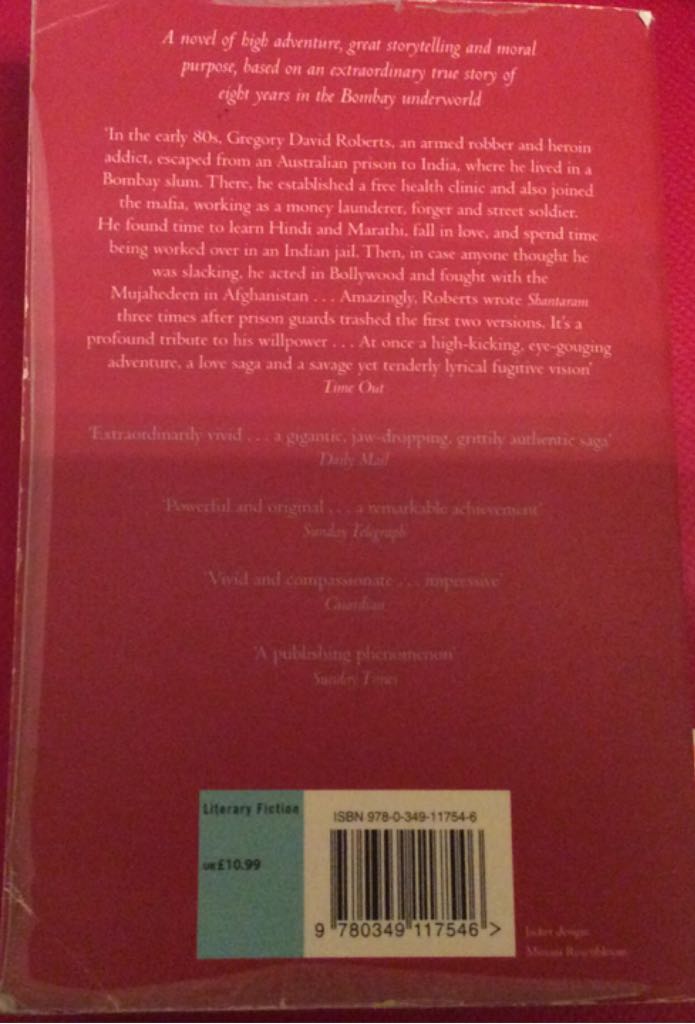 A novel of high adventure, great storytelling and moral
purpose, based on an extraordinary true story of
eight years in the Bombay underworld
'In the early 80s, Gregory David Roberts, an armed robber and heroin
addict, escaped from an Australian prison to India, where he lived in a
Bombay slum. There, he established a free health clinic and also joined
the mafia, working as a money launderer, forger and street soldier.
He found time to learn Hindi and Marathi, fall in love, and spend time
being worked over in an Indian jail. Then, in case anyone thought he
was slacking, he acted in Bollywood and fought with the
Mujahedeen in Afghanistan . . . Amazingly, Roberts wrote Shantaram
three times after prison guards trashed the first two versions. It's a
profound tribute to his willpower . . . At once a high-kicking, eye-gouging
adventure, a love saga and a savage yet tenderly lyrical fugitive vision'
Time Out
'Extraordinarily vivid . . . a gigantic, jaw-dropping, grittily authentic saga'
Daily Mail
'Powerful and original . . . a remarkable achievement'
Sunday Telegraph
'Vivid and compassionate . . . impressive'
Guardian
'A publishing phenomenon'
Sunday Times
Literary Fiction
UK £10.99
ISBN 978-0-349-11754-6
9 780349 117546 >
Jacket design: